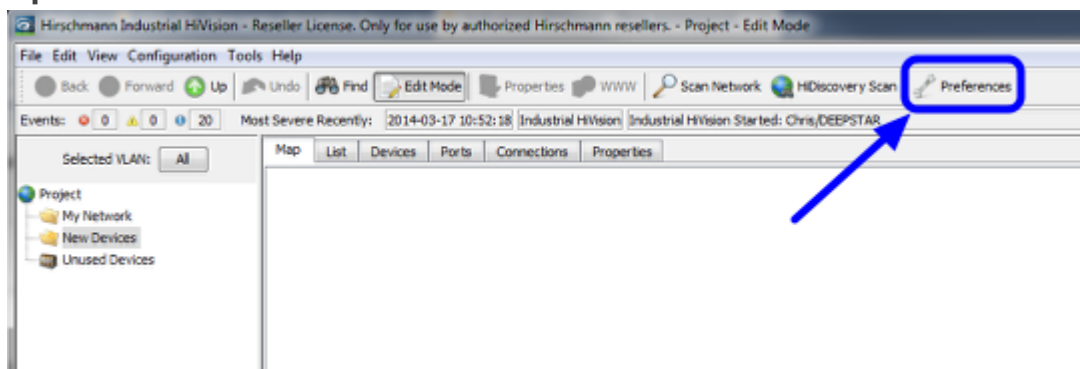 Hirschmann Industrial HiVision - Reseller License. Only for use by authorized Hirschmann resellers. - Project - Edit Mode
File Edit View Configuration Tools Help
Back Forward Up Undo Find Edit Mode Properties WWW Scan Network HiDiscovery Scan Preferences
Events: 0 0 20 Most Severe Recently: 2014-03-17 10:52:18 Industrial HiVision Industrial HiVision Started: Chris/DEEPSTAR
Selected VLAN: All
Map List Devices Ports Connections Properties
Project
My Network
New Devices
Unused Devices